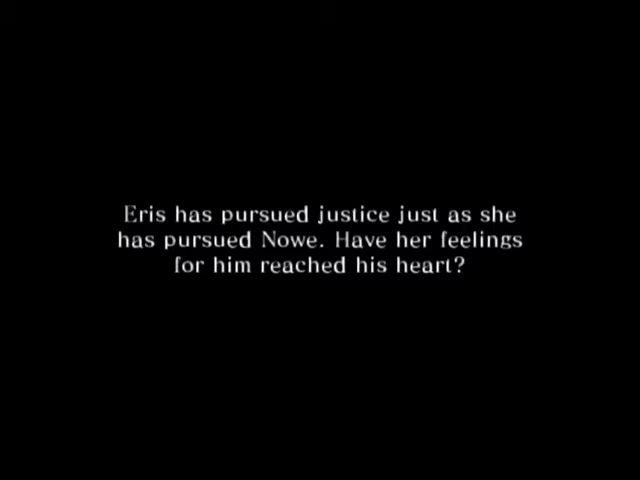 Eris has pursued justice just as she
has pursued Nowe. Have her feelings
for him reached his heart?